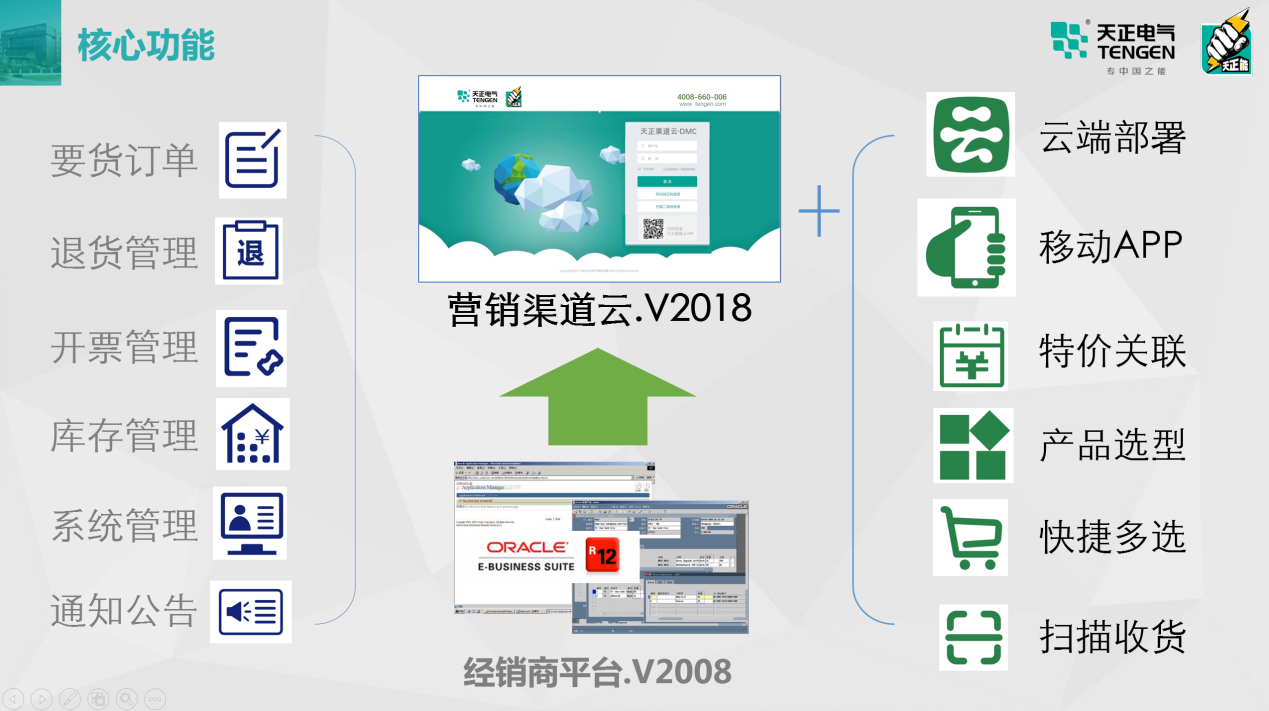 核心功能
天正电气
TENGEN
专中国之能
天正能
要货订单
退货管理
退
开票管理
库存管理
系统管理
通知公告
天正电气
TENGEN
4008-660-006
www.tengen.com
天正渠道云·DMC
登录
营销渠道云.V2018
ORACLE
R12
E-BUSINESS SUITE
ORACLE
经销商平台.V2008
云端部署
移动APP
特价关联
产品选型
快捷多选
扫描收货